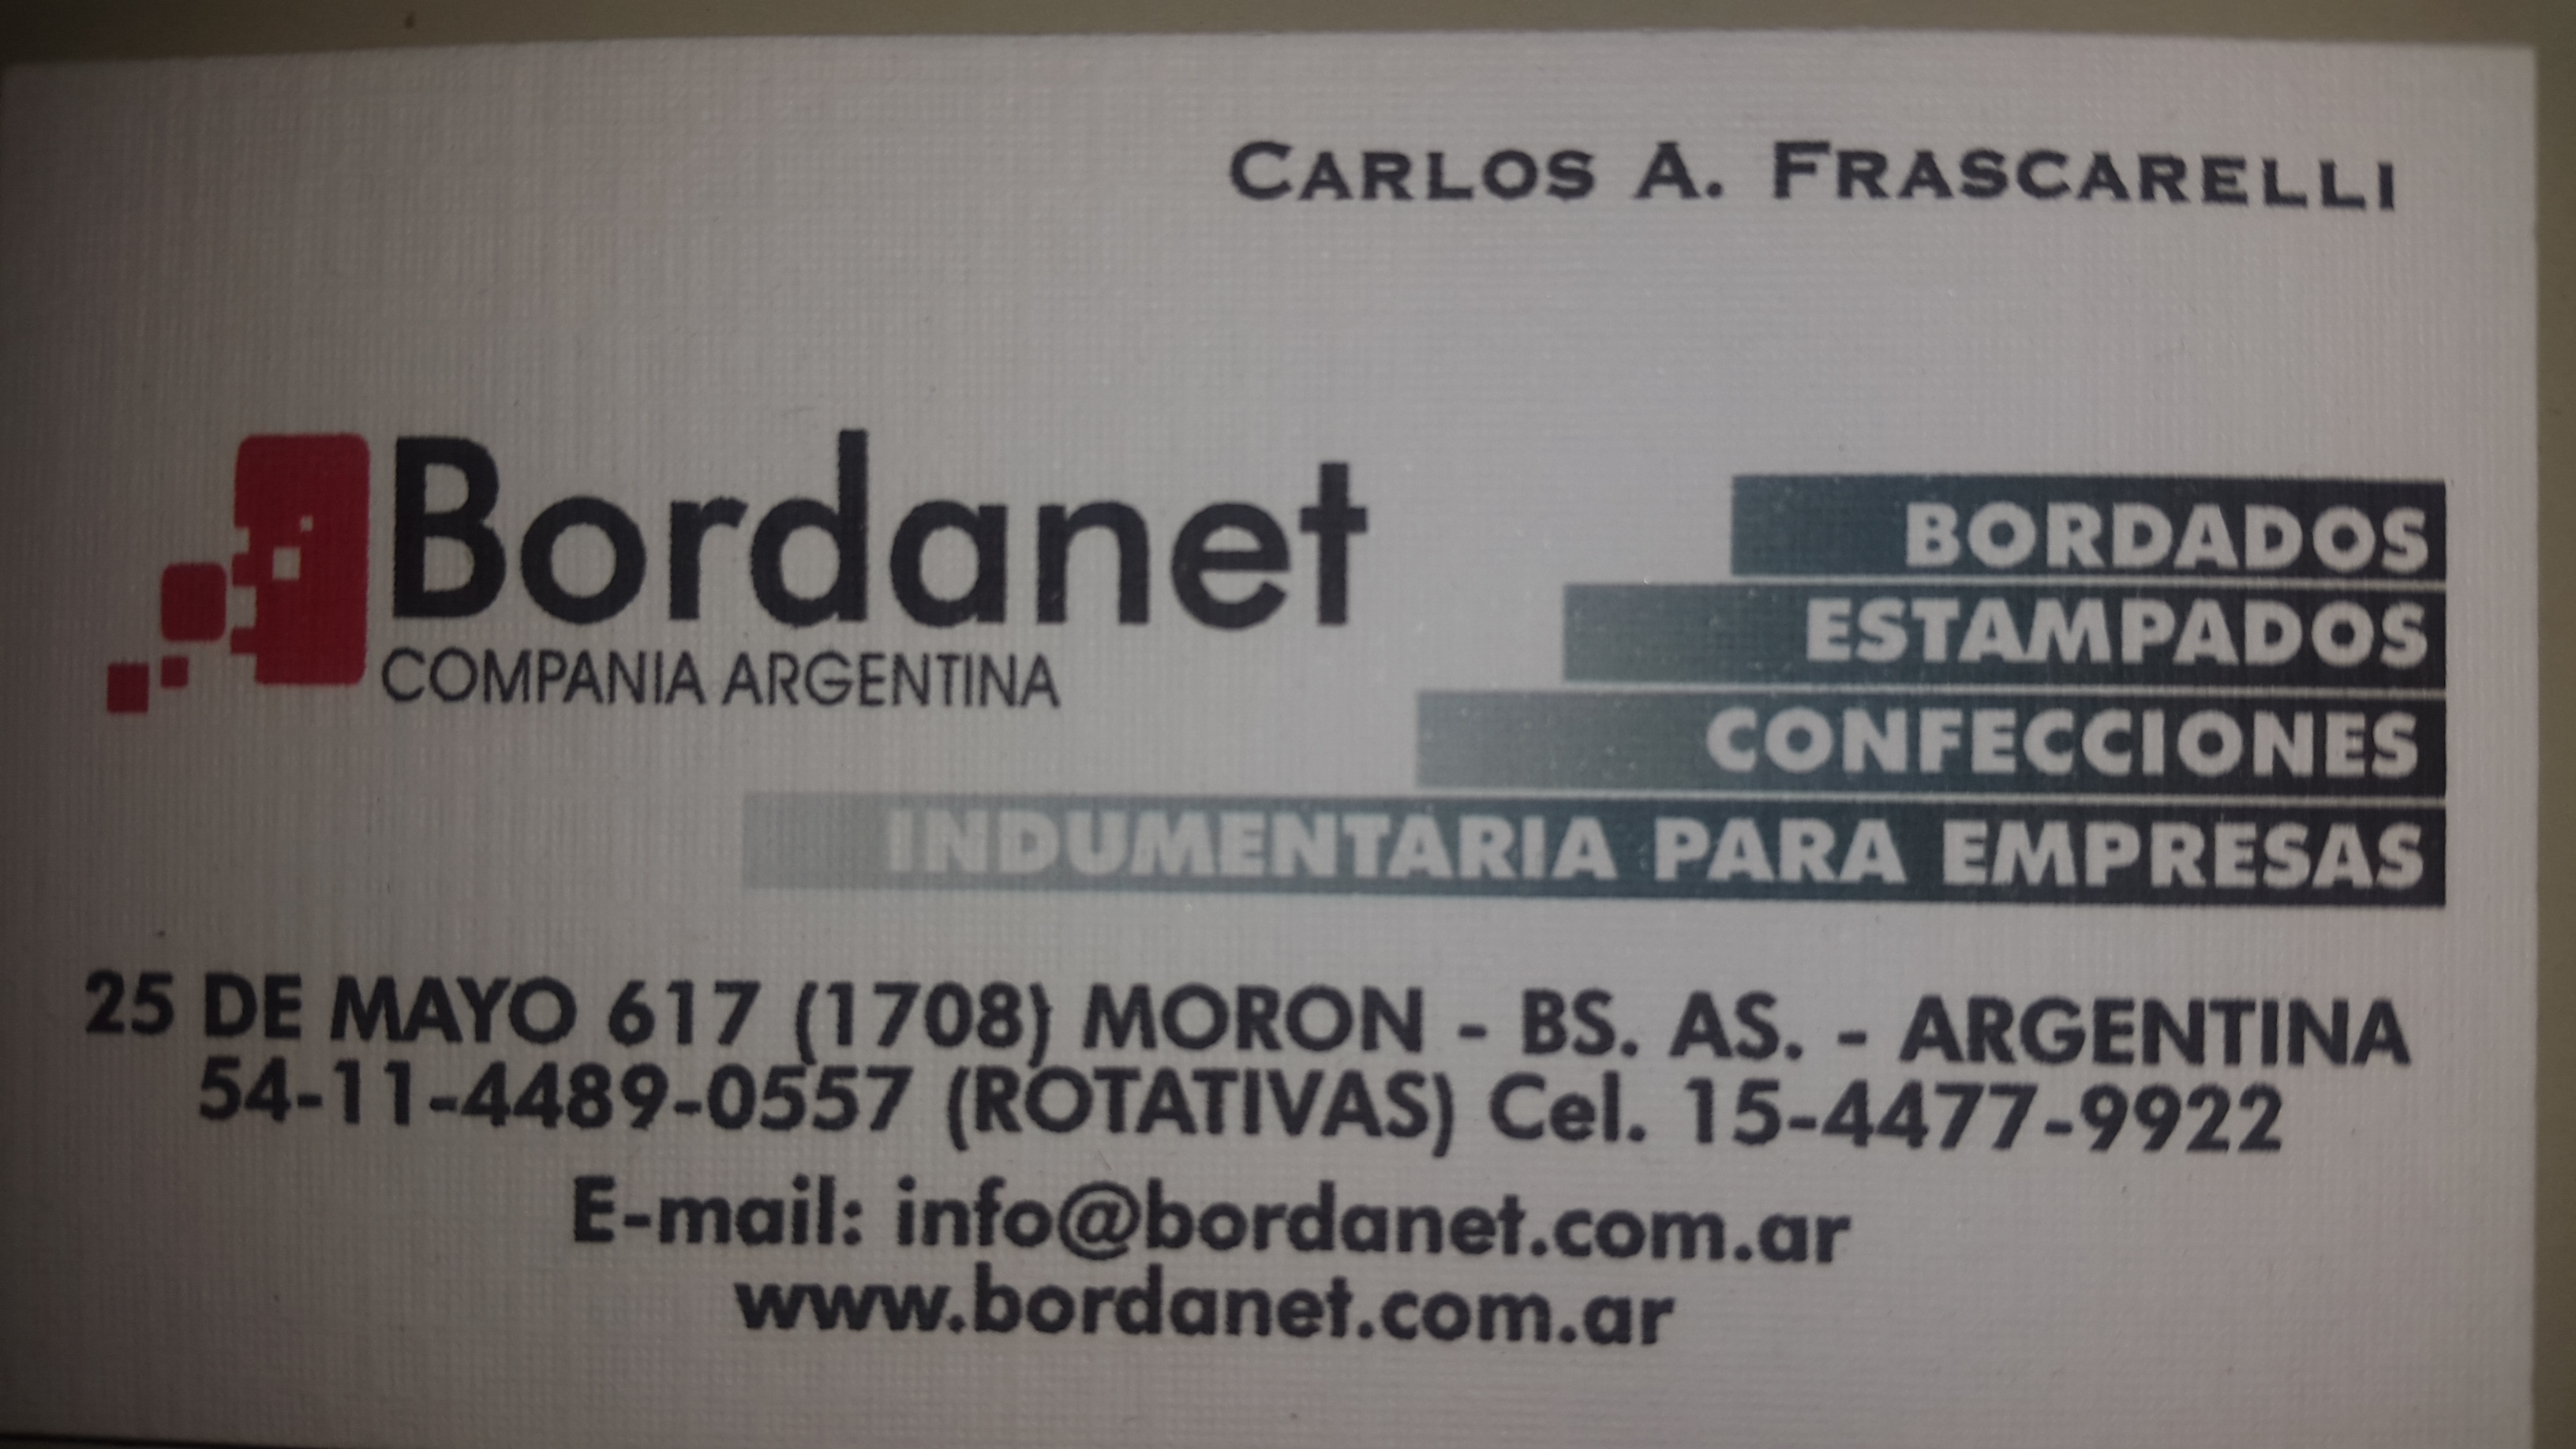 CARLOS A. FRASCARELLI
Bordanet
COMPANIA ARGENTINA
BORDADOS
ESTAMPADOS
CONFECCIONES
INDUMENTARIA PARA EMPRESAS
25 DE MAYO 617 (1708) MORON - BS. AS. - ARGENTINA
54-11-4489-0557 (ROTATIVAS) Cel. 15-4477-9922
E-mail: info@bordanet.com.ar
www.bordanet.com.ar